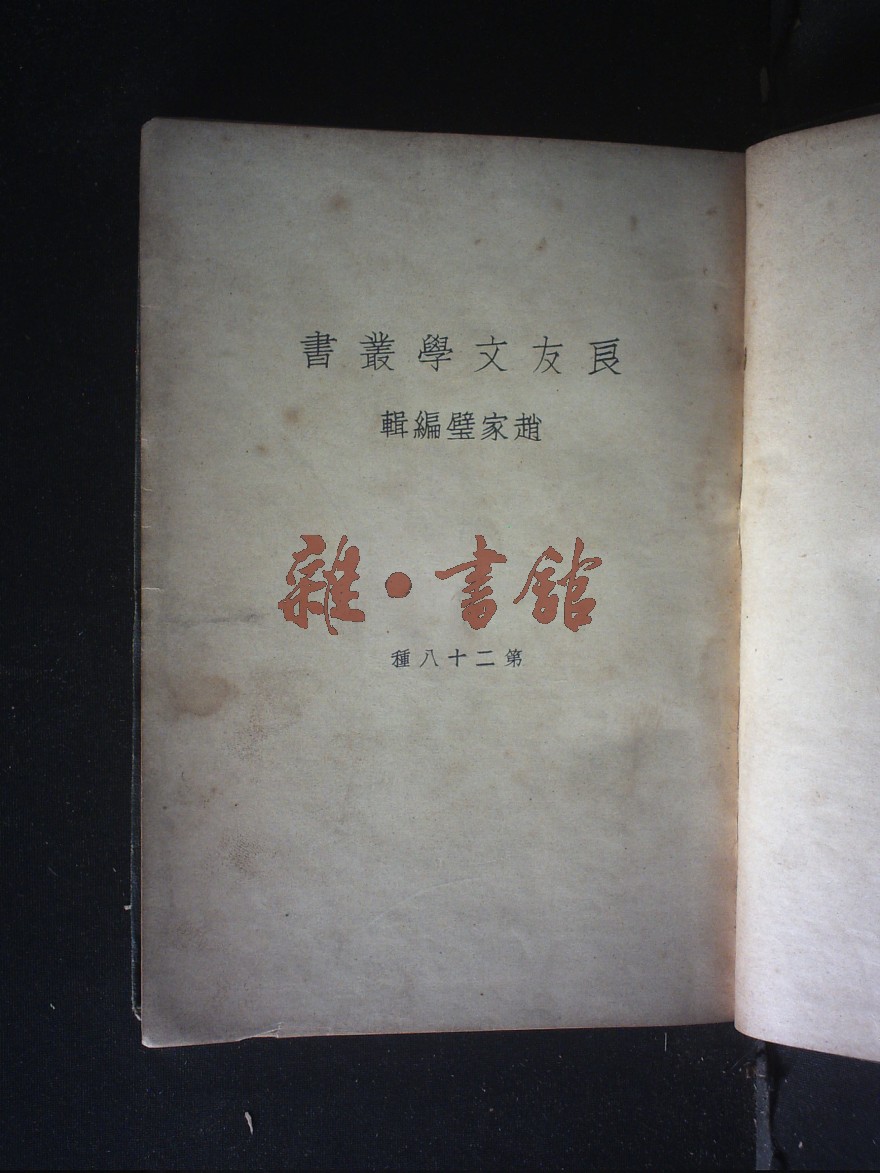 良友文學叢書
趙家璧編輯
雜·書館
第二十八種